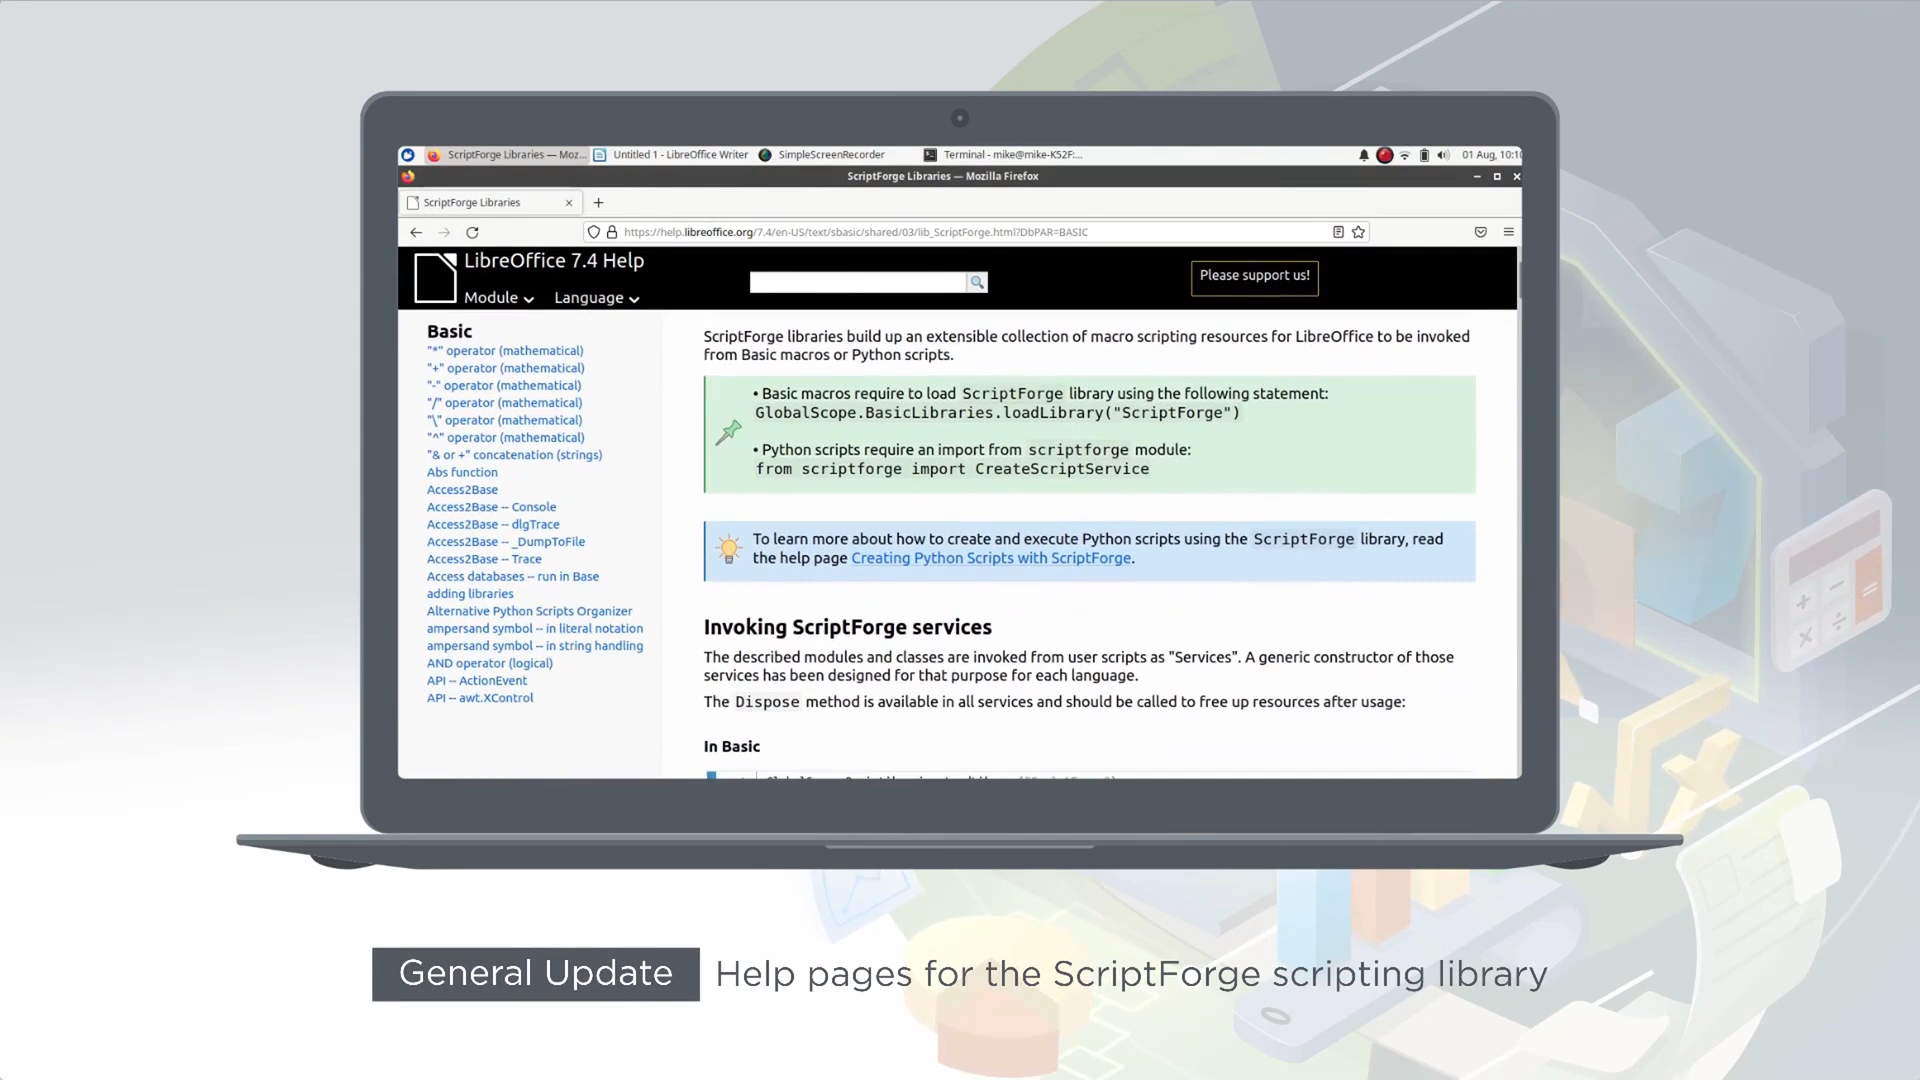 ScriptForge Libraries — Moz...
Untitled 1 - LibreOffice Writer
SimpleScreenRecorder
Terminal - mike@mike-K52F:...
01 Aug, 10:10
ScriptForge Libraries — Mozilla Firefox
ScriptForge Libraries
https://help.libreoffice.org/7.4/en-US/text/sbasic/shared/03/lib_ScriptForge.html?DbPAR=BASIC
LibreOffice 7.4 Help
Module
Language
Please support us!
Basic
"*" operator (mathematical)
"+" operator (mathematical)
"-" operator (mathematical)
"/" operator (mathematical)
"\" operator (mathematical)
"^" operator (mathematical)
"& or +" concatenation (strings)
Abs function
Access2Base
Access2Base -- Console
Access2Base -- dlgTrace
Access2Base -- _DumpToFile
Access2Base -- Trace
Access databases -- run in Base
adding libraries
Alternative Python Scripts Organizer
ampersand symbol -- in literal notation
ampersand symbol -- in string handling
AND operator (logical)
API -- ActionEvent
API -- awt.XControl
ScriptForge libraries build up an extensible collection of macro scripting resources for LibreOffice to be invoked
from Basic macros or Python scripts.
• Basic macros require to load ScriptForge library using the following statement:
GlobalScope.BasicLibraries.loadLibrary("ScriptForge")
• Python scripts require an import from scriptforge module:
from scriptforge import CreateScriptService
To learn more about how to create and execute Python scripts using the ScriptForge library, read
the help page Creating Python Scripts with ScriptForge.
Invoking ScriptForge services
The described modules and classes are invoked from user scripts as "Services". A generic constructor of those
services has been designed for that purpose for each language.
The Dispose method is available in all services and should be called to free up resources after usage:
In Basic
General Update
Help pages for the ScriptForge scripting library